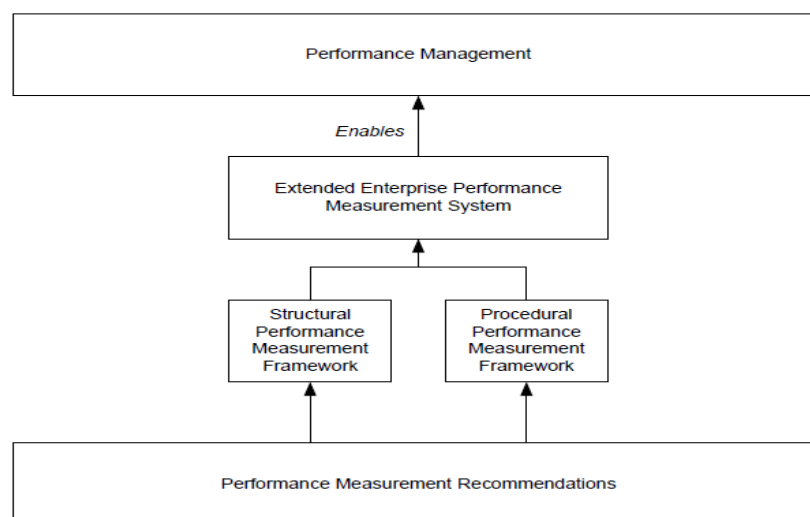 Performance Management
Enables
Extended Enterprise Performance
Measurement System
Structural
Performance
Measurement
Framework
Procedural
Performance
Measurement
Framework
Performance Measurement Recommendations